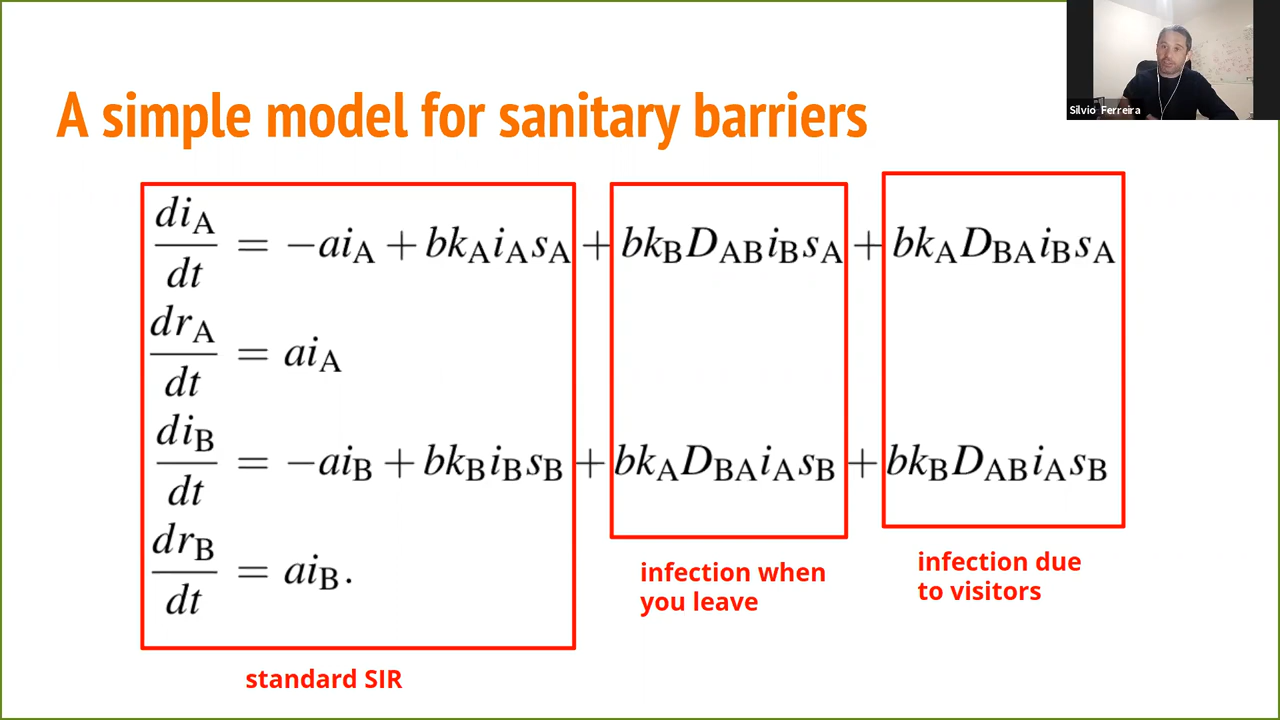 Silvio Ferreira
A simple model for sanitary barriers
di_A/dt = −ai_A + bk_A i_A s_A + bk_B D_AB i_B s_A + bk_A D_BA i_B s_A
dr_A/dt = ai_A
di_B/dt = −ai_B + bk_B i_B s_B + bk_A D_BA i_A s_B + bk_B D_AB i_A s_B
dr_B/dt = ai_B.
infection when
you leave
infection due
to visitors
standard SIR